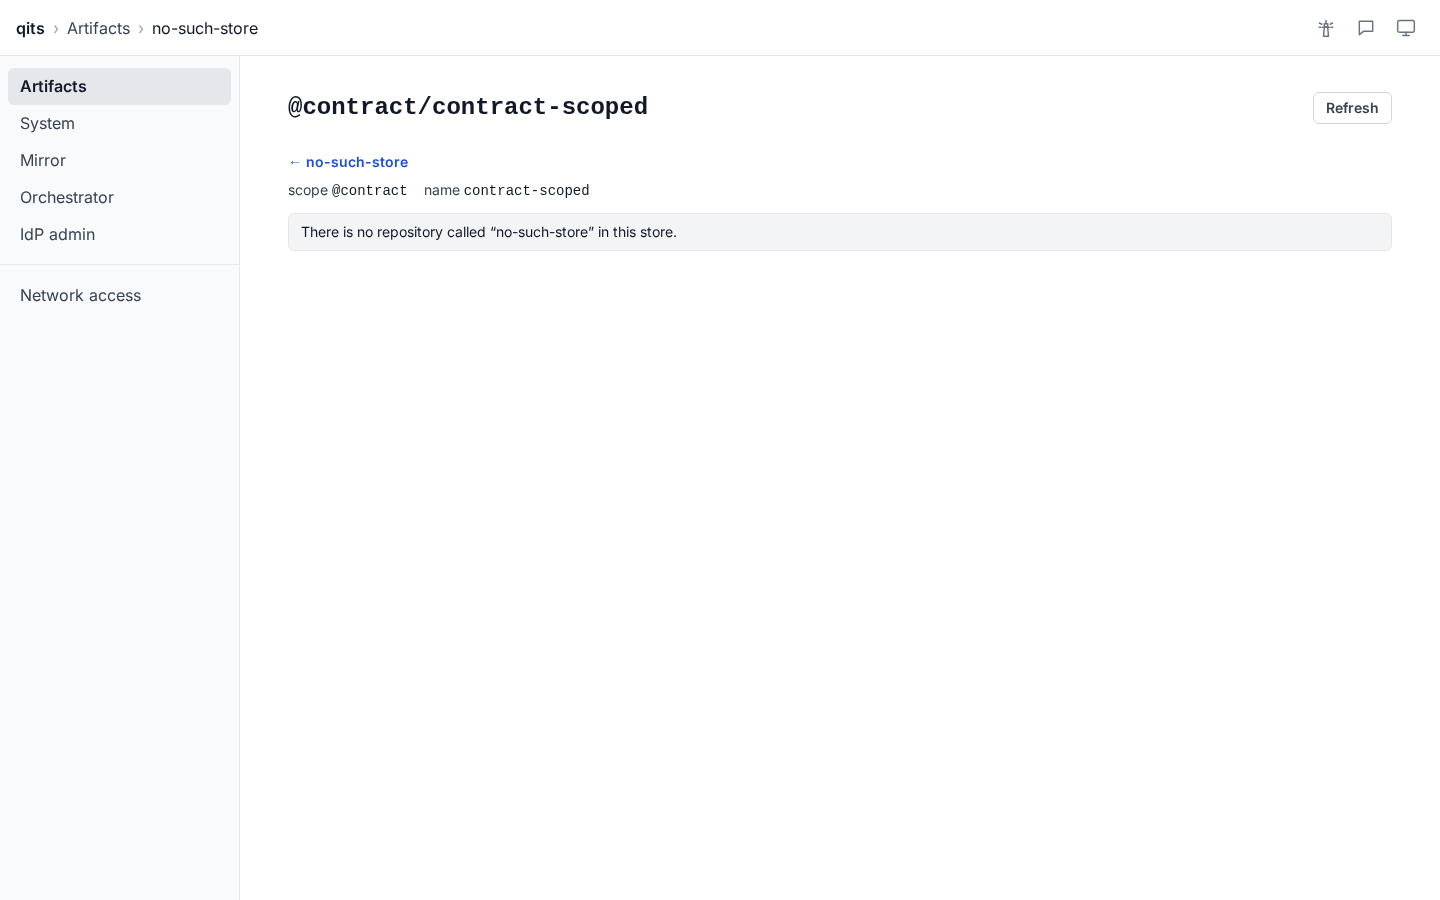 qits › Artifacts › no-such-store
Artifacts
System
Mirror
Orchestrator
IdP admin
Network access
@contract/contract-scoped
Refresh
← no-such-store
scope @contract name contract-scoped
There is no repository called “no-such-store” in this store.